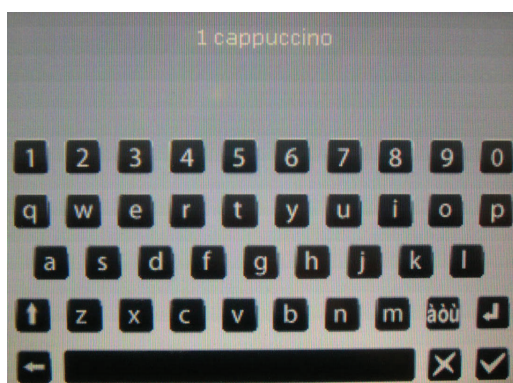 1 cappuccino
1 2 3 4 5 6 7 8 9 0
q w e r t y u i o p
a s d f g h j k l
z x c v b n m àòù